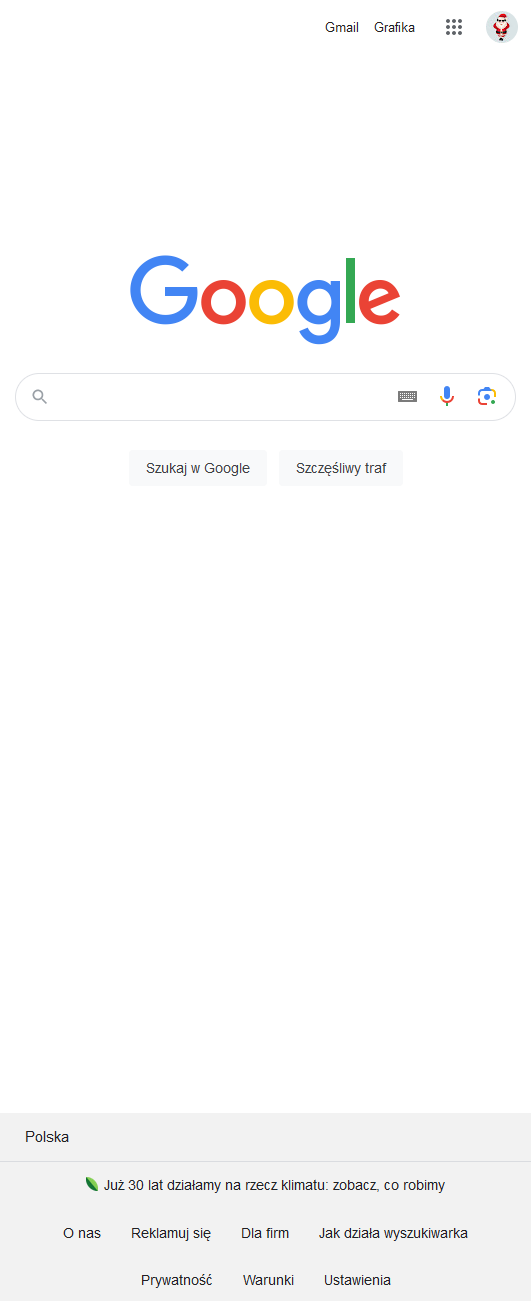 Gmail Grafika
Google
Szukaj w Google Szczęśliwy traf
Polska
Już 30 lat działamy na rzecz klimatu: zobacz, co robimy
O nas Reklamuj się Dla firm Jak działa wyszukiwarka
Prywatność Warunki Ustawienia